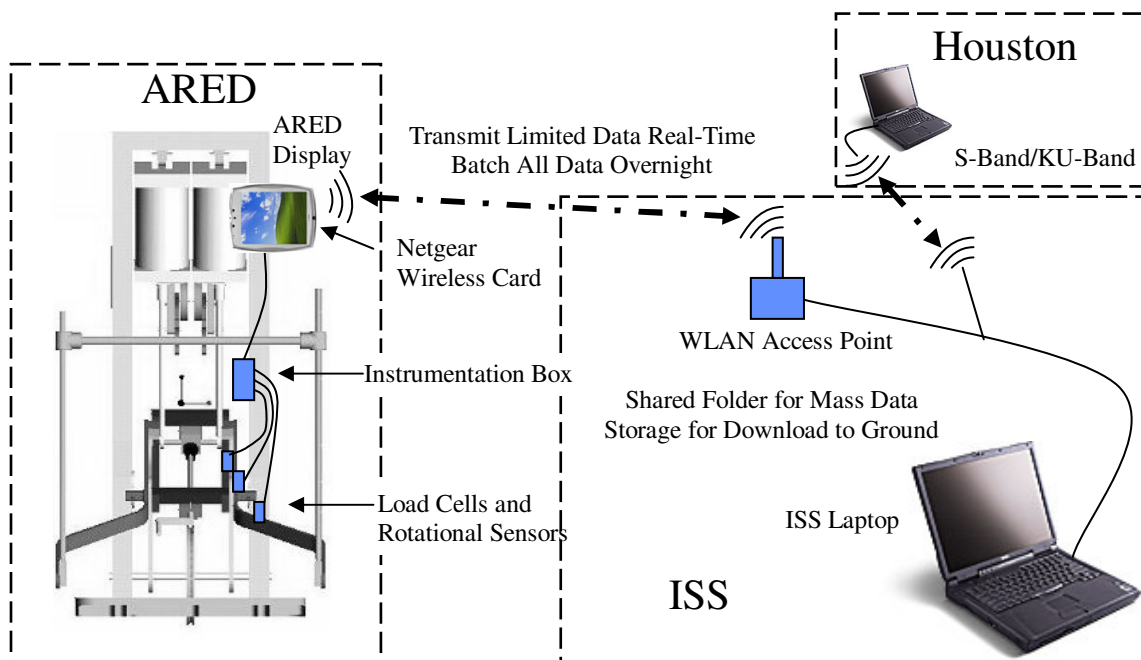 ARED
ARED
Display
Netgear
Wireless Card
Instrumentation Box
Load Cells and
Rotational Sensors
Transmit Limited Data Real-Time
Batch All Data Overnight
Houston
S-Band/KU-Band
WLAN Access Point
Shared Folder for Mass Data
Storage for Download to Ground
ISS Laptop
ISS